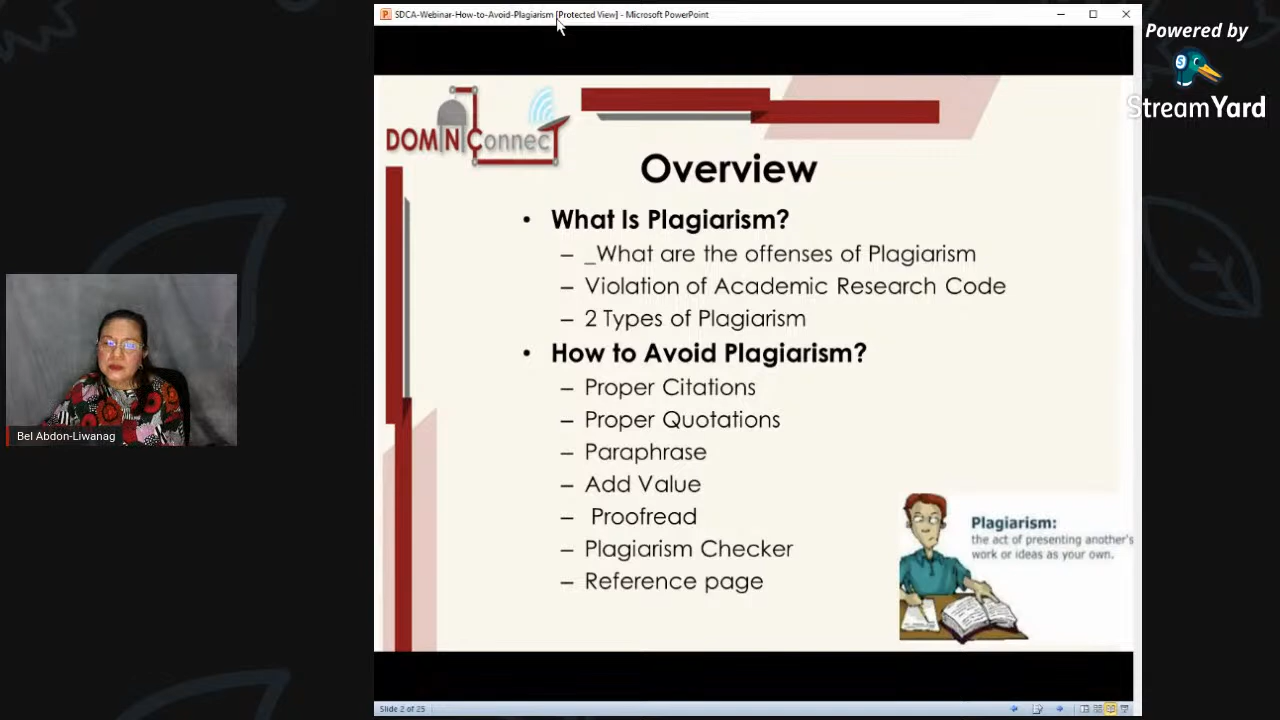 SDCA-Webinar-How-to-Avoid-Plagiarism [Protected View] - Microsoft PowerPoint
Powered by
StreamYard
DOMINConnecT
Overview
• What Is Plagiarism?
– _What are the offenses of Plagiarism
– Violation of Academic Research Code
– 2 Types of Plagiarism
• How to Avoid Plagiarism?
– Proper Citations
– Proper Quotations
– Paraphrase
– Add Value
– Proofread
– Plagiarism Checker
– Reference page
Plagiarism:
the act of presenting another's
work or ideas as your own.
Bel Abdon-Liwanag
Slide 2 of 25